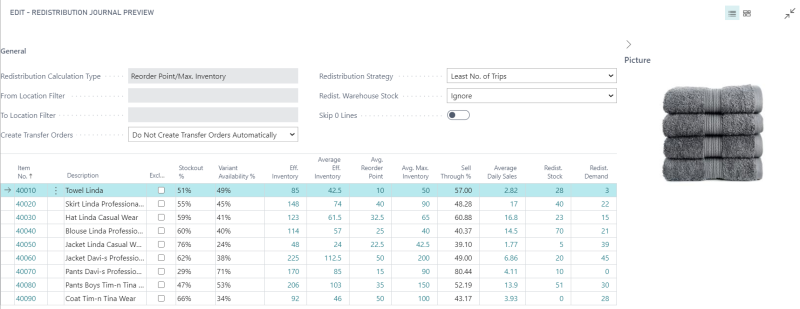 EDIT - REDISTRIBUTION JOURNAL PREVIEW
General
Picture
Redistribution Calculation Type Reorder Point/Max. Inventory Redistribution Strategy Least No. of Trips
From Location Filter Redist. Warehouse Stock Ignore
To Location Filter Skip 0 Lines
Create Transfer Orders Do Not Create Transfer Orders Automatically
Item No. ↑ Description Excl... Stockout % Variant Availability % Eff. Inventory Average Eff. Inventory Avg. Reorder Point Avg. Max. Inventory Sell Through % Average Daily Sales Redist. Stock Redist. Demand
40010 Towel Linda 51% 49% 85 42.5 10 50 57.00 2.82 28 3
40020 Skirt Linda Professiona... 55% 45% 148 74 40 90 48.28 17 40 22
40030 Hat Linda Casual Wear 59% 41% 123 61.5 32.5 65 60.88 16.8 23 15
40040 Blouse Linda Professio... 60% 40% 114 57 25 40 40.37 14.5 70 21
40050 Jacket Linda Casual W... 76% 24% 48 24 22.5 42.5 39.10 1.77 5 39
40060 Jacket Davi-s Professio... 62% 38% 225 112.5 50 200 49.00 6.86 20 45
40070 Pants Davi-s Professio... 29% 71% 170 85 15 90 80.44 4.11 10 0
40080 Pants Boys Tim-n Tina ... 47% 53% 206 103 35 150 52.19 13.9 51 30
40090 Coat Tim-n Tina Wear 66% 34% 92 46 50 100 43.17 3.93 0 28